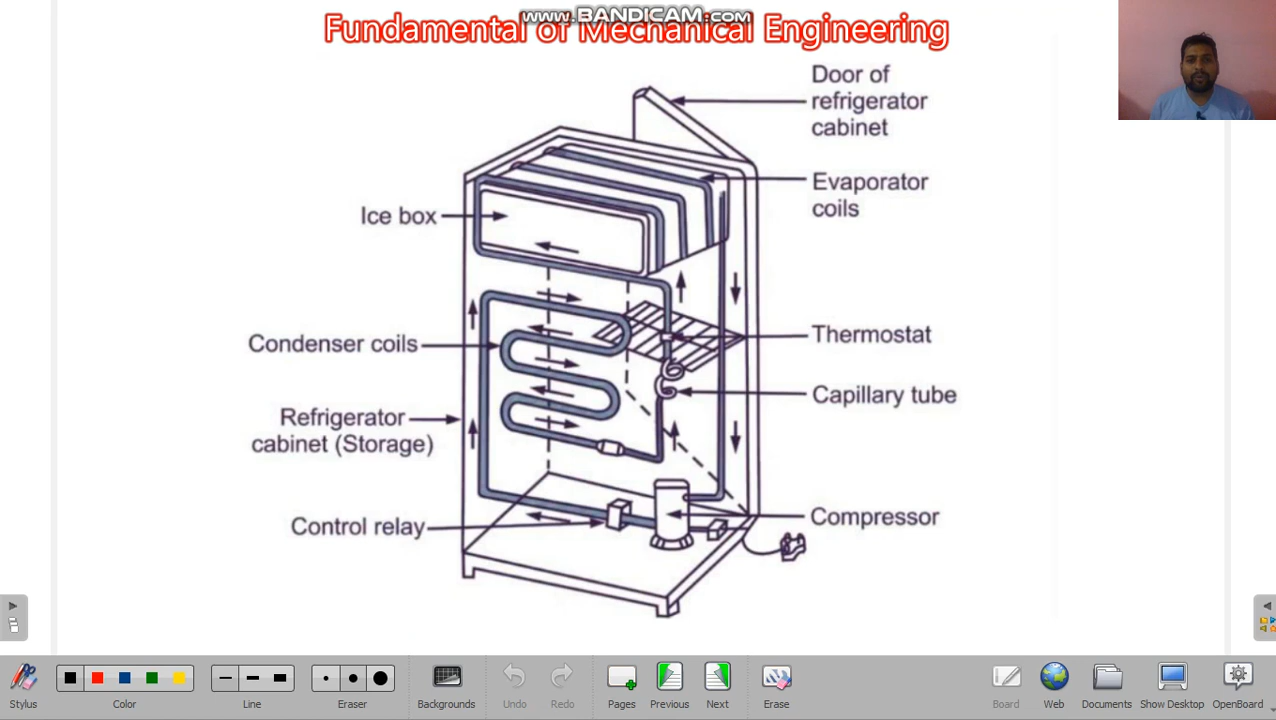 www.BANDICAM.com
Fundamental of Mechanical Engineering
Door of
refrigerator
cabinet
Evaporator
coils
Ice box
Thermostat
Condenser coils
Capillary tube
Refrigerator
cabinet (Storage)
Compressor
Control relay
Stylus
Color
Line
Eraser
Backgrounds
Undo
Redo
Pages
Previous
Next
Erase
Board
Web
Documents
Show Desktop
OpenBoard